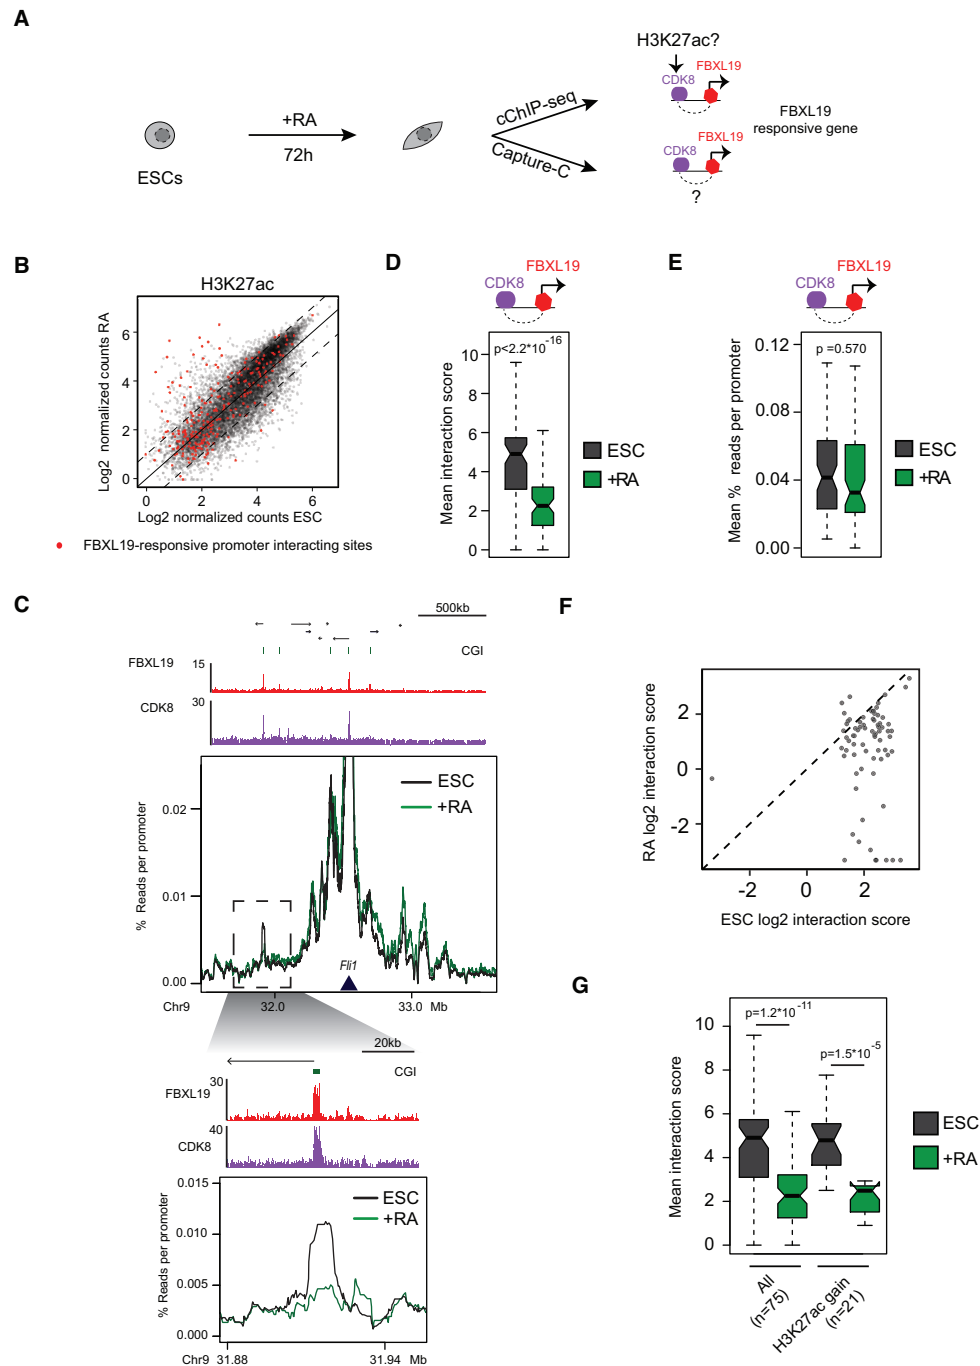 A
ESCs
+RA
72h
cChIP-seq
Capture-C
H3K27ac?
CDK8
FBXL19
CDK8
FBXL19
?
FBXL19
responsive gene
B
H3K27ac
Log2 normalized counts RA
6
4
2
0
0
2
4
6
Log2 normalized counts ESC
FBXL19-responsive promoter interacting sites
D
FBXL19
CDK8
p<2.2*10-16
Mean interaction score
10
8
6
4
2
0
ESC
+RA
E
FBXL19
CDK8
p =0.570
Mean % reads per promoter
0.12
0.08
0.04
0.00
ESC
+RA
C
500kb
CGI
FBXL19
15
CDK8
30
% Reads per promoter
0.02
0.01
0.00
ESC
+RA
Fli1
Chr9
32.0
33.0
Mb
20kb
CGI
FBXL19
30
CDK8
40
% Reads per promoter
0.015
0.010
0.005
0.000
ESC
+RA
Chr9
31.88
31.94
Mb
F
RA log2 interaction score
2
0
-2
-2
0
2
ESC log2 interaction score
G
p=1.2*10-11
p=1.5*10-5
Mean interaction score
10
8
6
4
2
0
ESC
+RA
All
(n=75)
H3K27ac gain
(n=21)